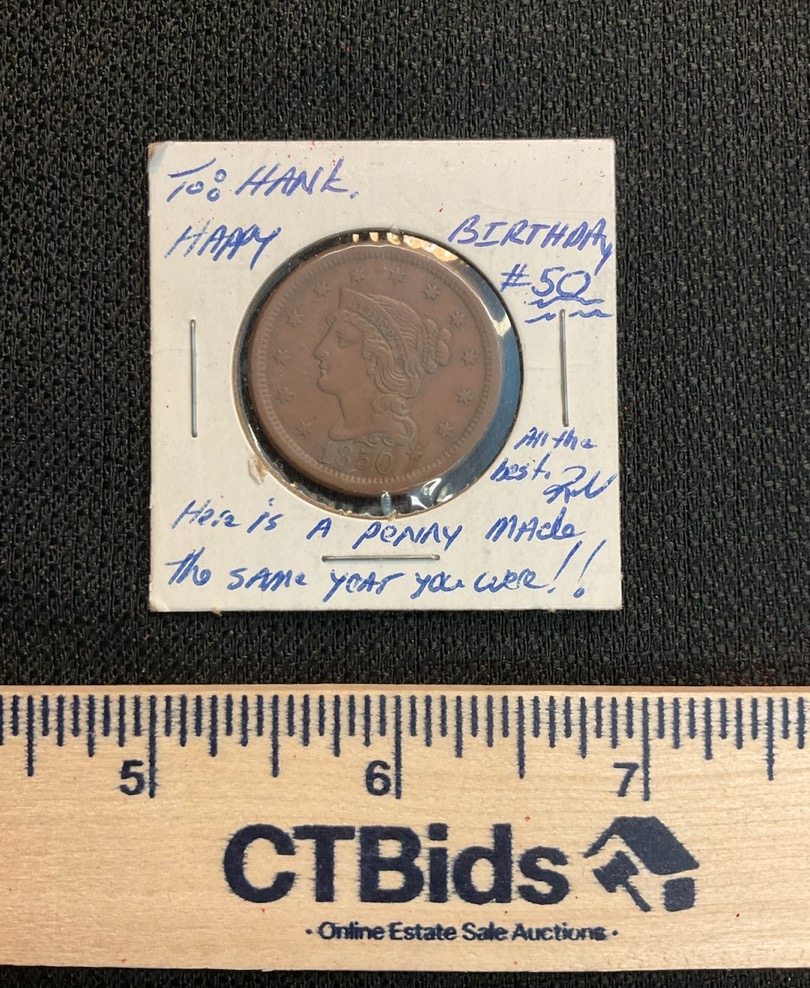 To: HANK,
HAPPY BIRTHDAY
#50
1850
All the
best.
Here is A penny MAde
The SAMe year you were!!
5 6 7
CTBids
· Online Estate Sale Auctions ·